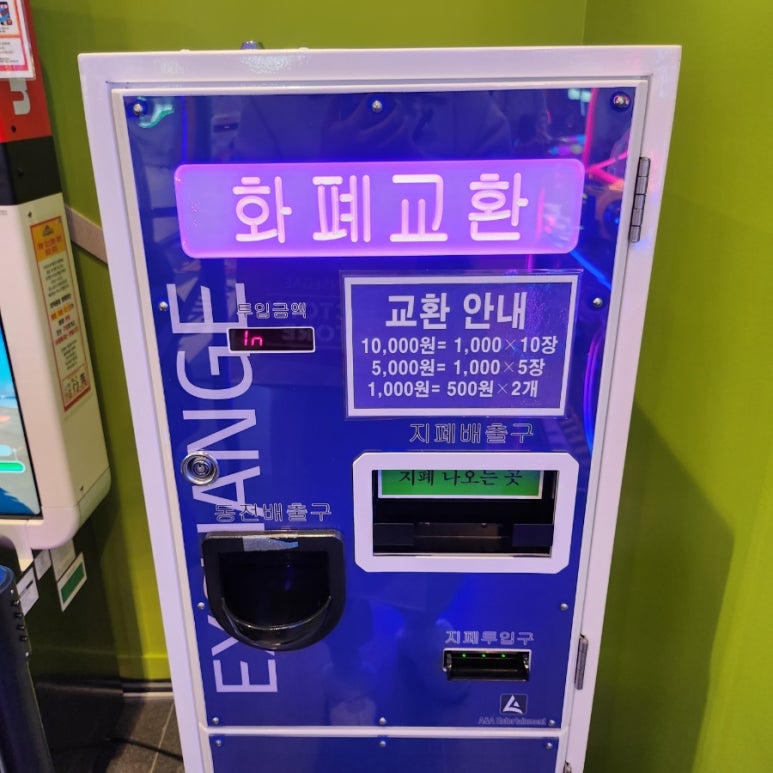 화폐교환
EXCHANGE
투입금액
In
교환 안내
10,000원= 1,000×10장
5,000원= 1,000×5장
1,000원= 500원×2개
지폐배출구
지폐 나오는 곳
동전배출구
지폐투입구
A&A Entertainment